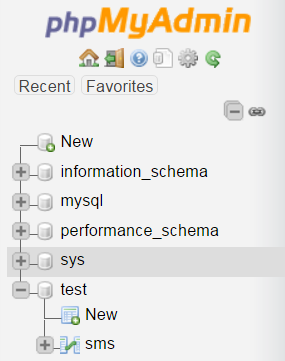 phpMyAdmin
Recent Favorites
New
information_schema
mysql
performance_schema
sys
test
New
sms